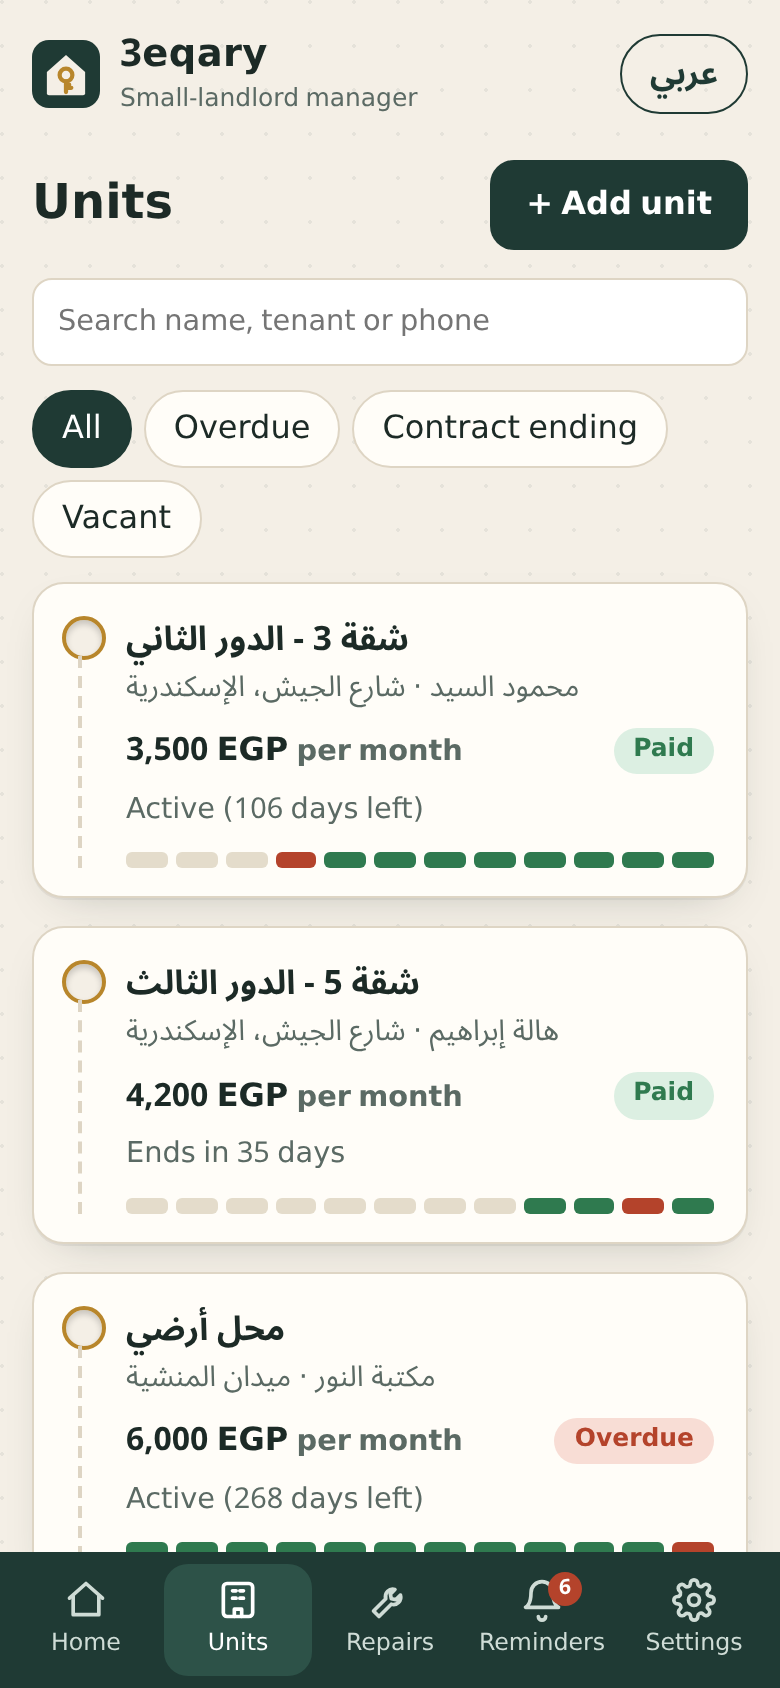 3eqary
Small-landlord manager
عربي
Units
+ Add unit
Search name, tenant or phone
All
Overdue
Contract ending
Vacant
شقة 3 - الدور الثاني
محمود السيد · شارع الجيش، الإسكندرية
3,500 EGP per month
Paid
Active (106 days left)
شقة 5 - الدور الثالث
هالة إبراهيم · شارع الجيش، الإسكندرية
4,200 EGP per month
Paid
Ends in 35 days
محل أرضي
مكتبة النور · ميدان المنشية
6,000 EGP per month
Overdue
Active (268 days left)
6
Home
Units
Repairs
Reminders
Settings